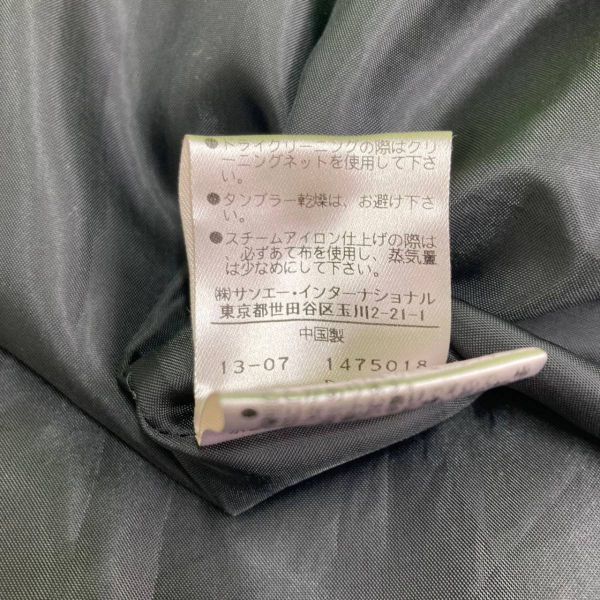 ●ドライクリーニングの際はクリ
ーニングネットを使用して下さ
い。
●タンブラー乾燥は、お避け下さ
い。
●スチームアイロン仕上げの際は
、必ずあて布を使用し、蒸気量
は少なめにして下さい。
㈱サンエー・インターナショナル
東京都世田谷区玉川2-21-1
中国製
13-07 1475018